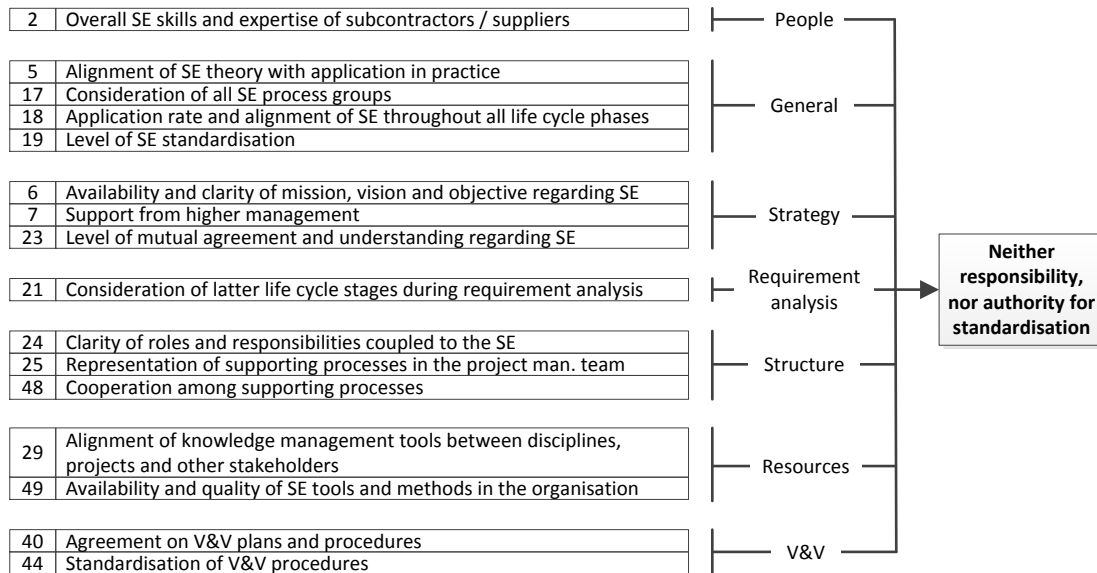 2 Overall SE skills and expertise of subcontractors / suppliers
People
5 Alignment of SE theory with application in practice
17 Consideration of all SE process groups
18 Application rate and alignment of SE throughout all life cycle phases
19 Level of SE standardisation
General
6 Availability and clarity of mission, vision and objective regarding SE
7 Support from higher management
23 Level of mutual agreement and understanding regarding SE
Strategy
21 Consideration of latter life cycle stages during requirement analysis
Requirement
analysis
24 Clarity of roles and responsibilities coupled to the SE
25 Representation of supporting processes in the project man. team
48 Cooperation among supporting processes
Structure
29 Alignment of knowledge management tools between disciplines,
projects and other stakeholders
49 Availability and quality of SE tools and methods in the organisation
Resources
40 Agreement on V&V plans and procedures
44 Standardisation of V&V procedures
V&V
Neither
responsibility,
nor authority for
standardisation